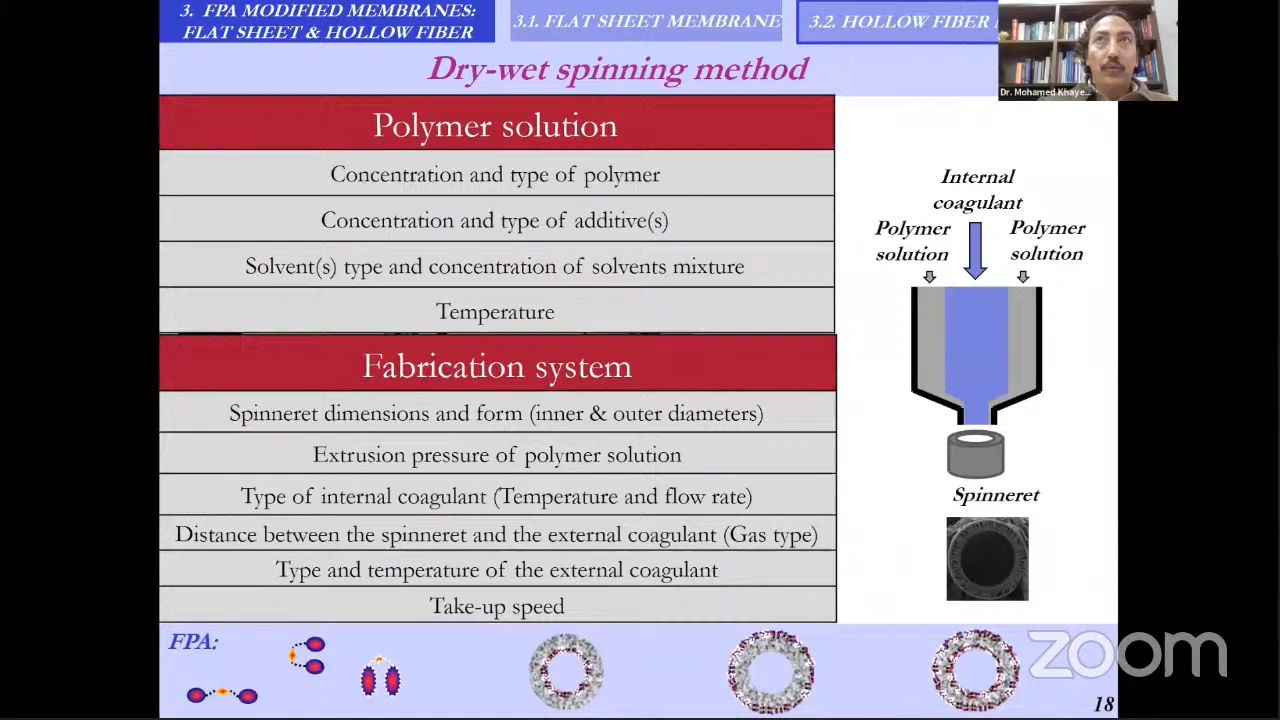 3. FPA MODIFIED MEMBRANES:
FLAT SHEET & HOLLOW FIBER
3.1. FLAT SHEET MEMBRANE
3.2. HOLLOW FIBER
Dr. Mohamed Khaye...
Dry-wet spinning method
Polymer solution
Concentration and type of polymer
Concentration and type of additive(s)
Solvent(s) type and concentration of solvents mixture
Temperature
Fabrication system
Spinneret dimensions and form (inner & outer diameters)
Extrusion pressure of polymer solution
Type of internal coagulant (Temperature and flow rate)
Distance between the spinneret and the external coagulant (Gas type)
Type and temperature of the external coagulant
Take-up speed
Internal
coagulant
Polymer
solution
Polymer
solution
Spinneret
FPA:
zoom
18